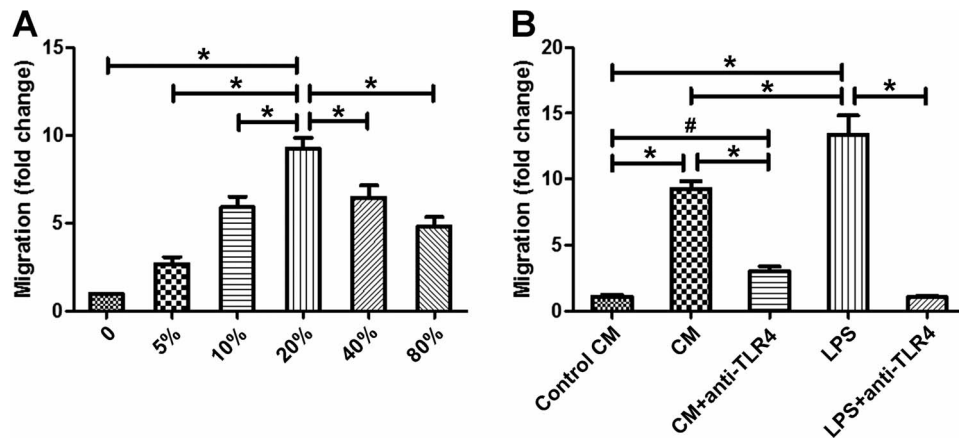 A
Migration (fold change)
15
10
5
0
*
*
*
*
*
0
5%
10%
20%
40%
80%
B
Migration (fold change)
20
15
10
5
0
*
*
*
#
*
*
Control CM
CM
CM+anti-TLR4
LPS
LPS+anti-TLR4